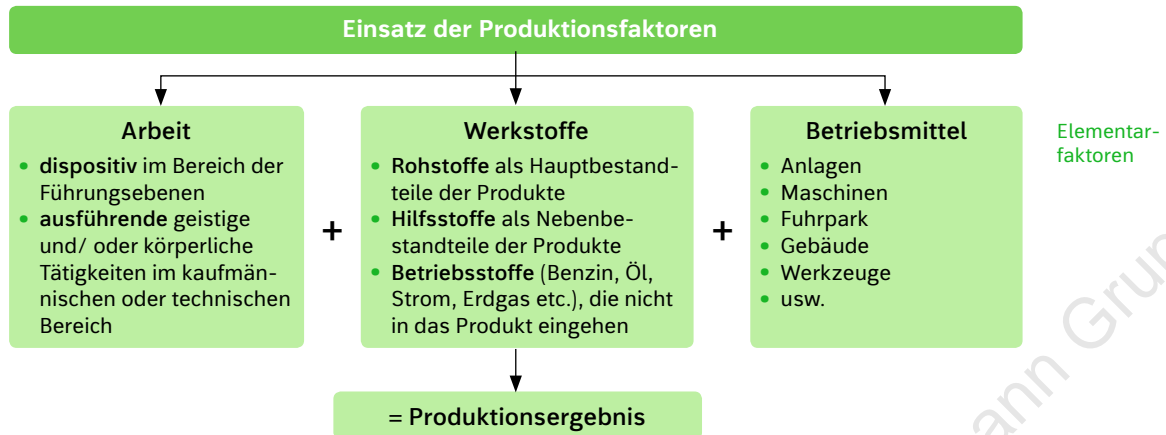 Einsatz der Produktionsfaktoren
Arbeit
• dispositiv im Bereich der
Führungsebenen
• ausführende geistige
und/ oder körperliche
Tätigkeiten im kaufmän-
nischen oder technischen
Bereich
+
Werkstoffe
• Rohstoffe als Hauptbestand-
teile der Produkte
• Hilfsstoffe als Nebenbe-
standteile der Produkte
• Betriebsstoffe (Benzin, Öl,
Strom, Erdgas etc.), die nicht
in das Produkt eingehen
+
Betriebsmittel
• Anlagen
• Maschinen
• Fuhrpark
• Gebäude
• Werkzeuge
• usw.
Elementar-
faktoren
= Produktionsergebnis